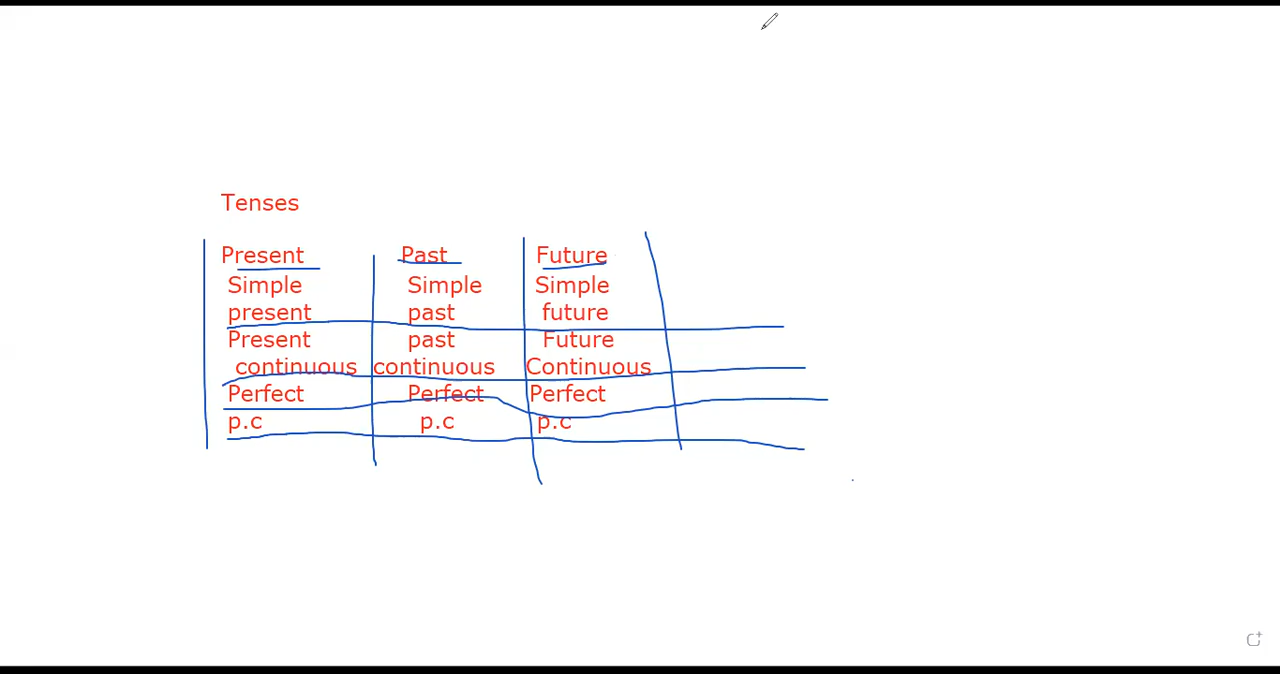 Tenses
Present Past Future
Simple Simple Simple
present past future
Present past Future
continuous continuous Continuous
Perfect Perfect Perfect
p.c p.c p.c